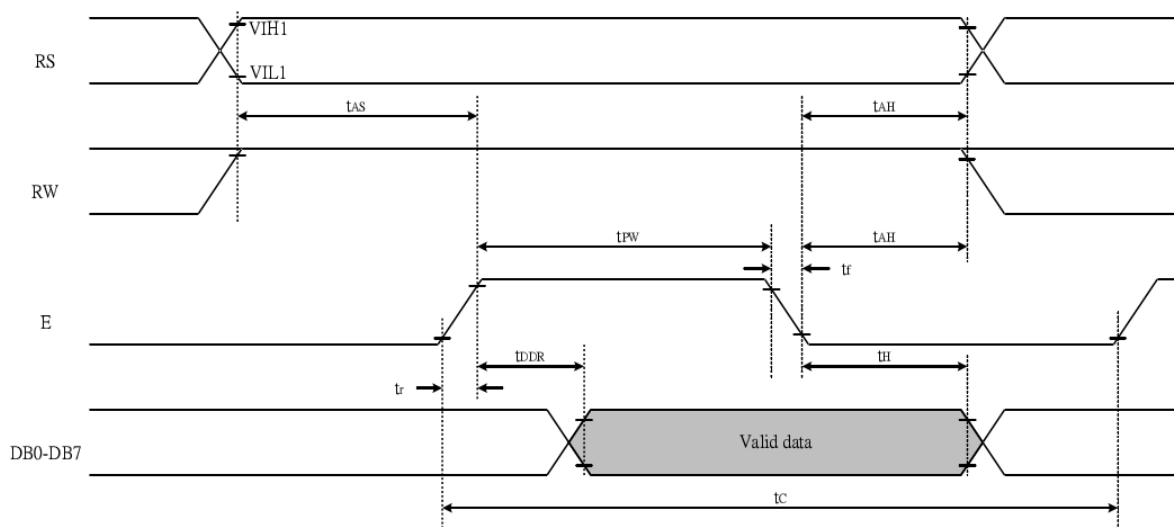 VIH1
RS
VIL1
tAS
tAH
RW
tPW
tAH
tf
E
tDDR
tH
tr
Valid data
DB0-DB7
tC